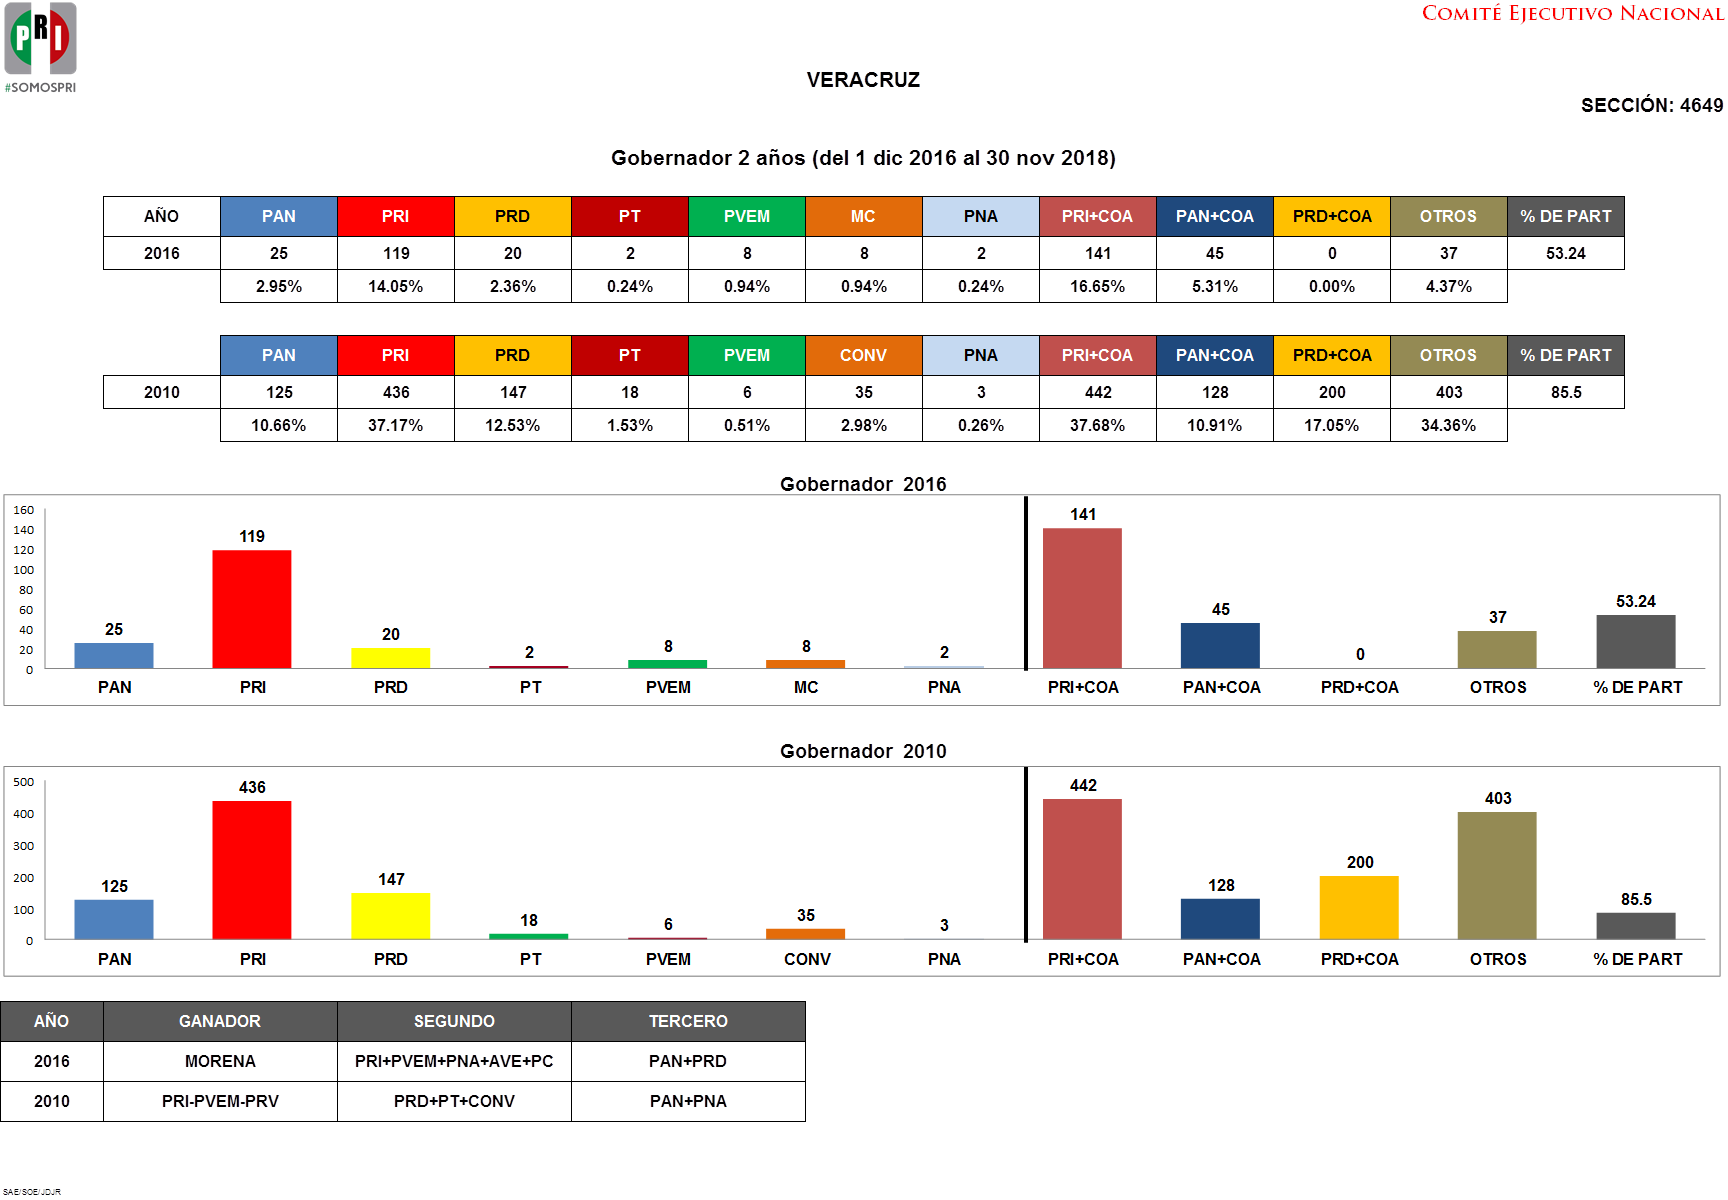 COMITÉ EJECUTIVO NACIONAL
PRI
#SOMOSPRI
VERACRUZ
SECCIÓN: 4649
Gobernador 2 años (del 1 dic 2016 al 30 nov 2018)
AÑO PAN PRI PRD PT PVEM MC PNA PRI+COA PAN+COA PRD+COA OTROS % DE PART
2016 25 119 20 2 8 8 2 141 45 0 37 53.24
2.95% 14.05% 2.36% 0.24% 0.94% 0.94% 0.24% 16.65% 5.31% 0.00% 4.37%
PAN PRI PRD PT PVEM CONV PNA PRI+COA PAN+COA PRD+COA OTROS % DE PART
2010 125 436 147 18 6 35 3 442 128 200 403 85.5
10.66% 37.17% 12.53% 1.53% 0.51% 2.98% 0.26% 37.68% 10.91% 17.05% 34.36%
Gobernador 2016
160
140
120
100
80
60
40
20
0
25 119 20 2 8 8 2 141 45 0 37 53.24
PAN PRI PRD PT PVEM MC PNA PRI+COA PAN+COA PRD+COA OTROS % DE PART
Gobernador 2010
500
400
300
200
100
0
125 436 147 18 6 35 3 442 128 200 403 85.5
PAN PRI PRD PT PVEM CONV PNA PRI+COA PAN+COA PRD+COA OTROS % DE PART
AÑO GANADOR SEGUNDO TERCERO
2016 MORENA PRI+PVEM+PNA+AVE+PC PAN+PRD
2010 PRI-PVEM-PRV PRD+PT+CONV PAN+PNA
SAE/SOE/JDJR